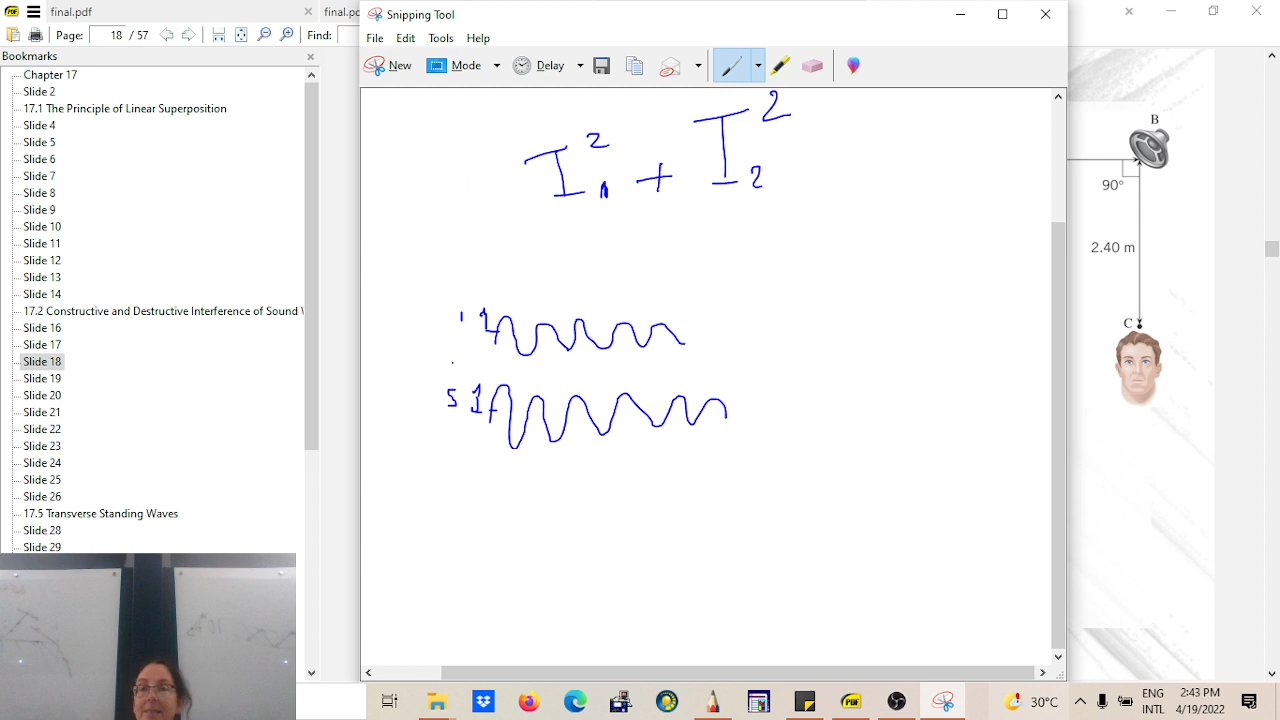 final.pdf
final.pc
Snipping Tool
Page: 18 / 57
Find:
File Edit Tools Help
Bookmarks
New Mode Delay
Chapter 17
Slide 2
17.1 The Principle of Linear Superposition
Slide 4
Slide 5
Slide 6
Slide 7
Slide 8
Slide 9
Slide 10
Slide 11
Slide 12
Slide 13
Slide 14
17.2 Constructive and Destructive Interference of Sound
Slide 16
Slide 17
Slide 18
Slide 19
Slide 20
Slide 21
Slide 22
Slide 23
Slide 24
Slide 25
Slide 26
17.5 Transverse Standing Waves
Slide 28
Slide 29
I₁² + I₂²
5 1
B
90°
2.40 m
C
30°C
ENG
INTL
2:43 PM
4/19/2022